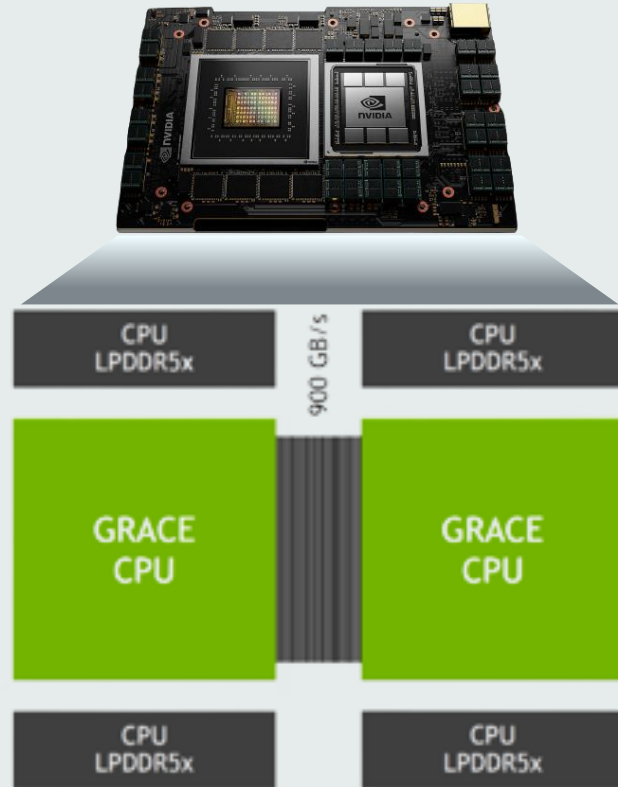 NVIDIA
NVIDIA
CPU
LPDDR5x
900 GB/s
CPU
LPDDR5x
GRACE
CPU
GRACE
CPU
CPU
LPDDR5x
CPU
LPDDR5x